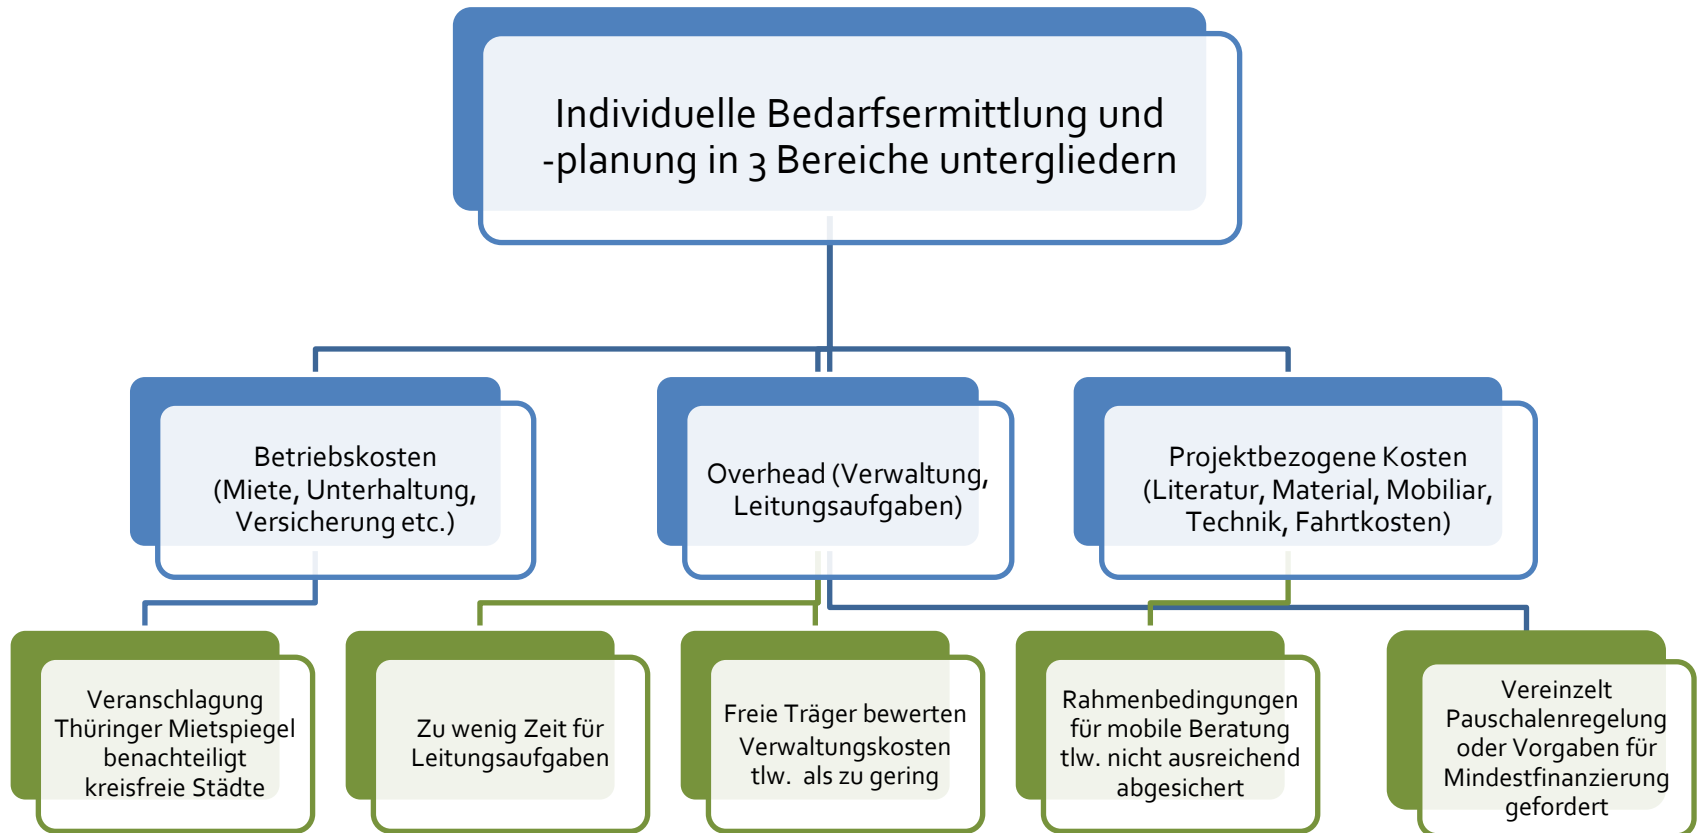 Individuelle Bedarfsermittlung und
-planung in 3 Bereiche untergliedern
Betriebskosten
(Miete, Unterhaltung,
Versicherung etc.)
Overhead (Verwaltung,
Leitungsaufgaben)
Projektbezogene Kosten
(Literatur, Material, Mobiliar,
Technik, Fahrtkosten)
Veranschlagung
Thüringer Mietspiegel
benachteiligt
kreisfreie Städte
Zu wenig Zeit für
Leitungsaufgaben
Freie Träger bewerten
Verwaltungskosten
tlw. als zu gering
Rahmenbedingungen
für mobile Beratung
tlw. nicht ausreichend
abgesichert
Vereinzelt
Pauschalenregelung
oder Vorgaben für
Mindestfinanzierung
gefordert